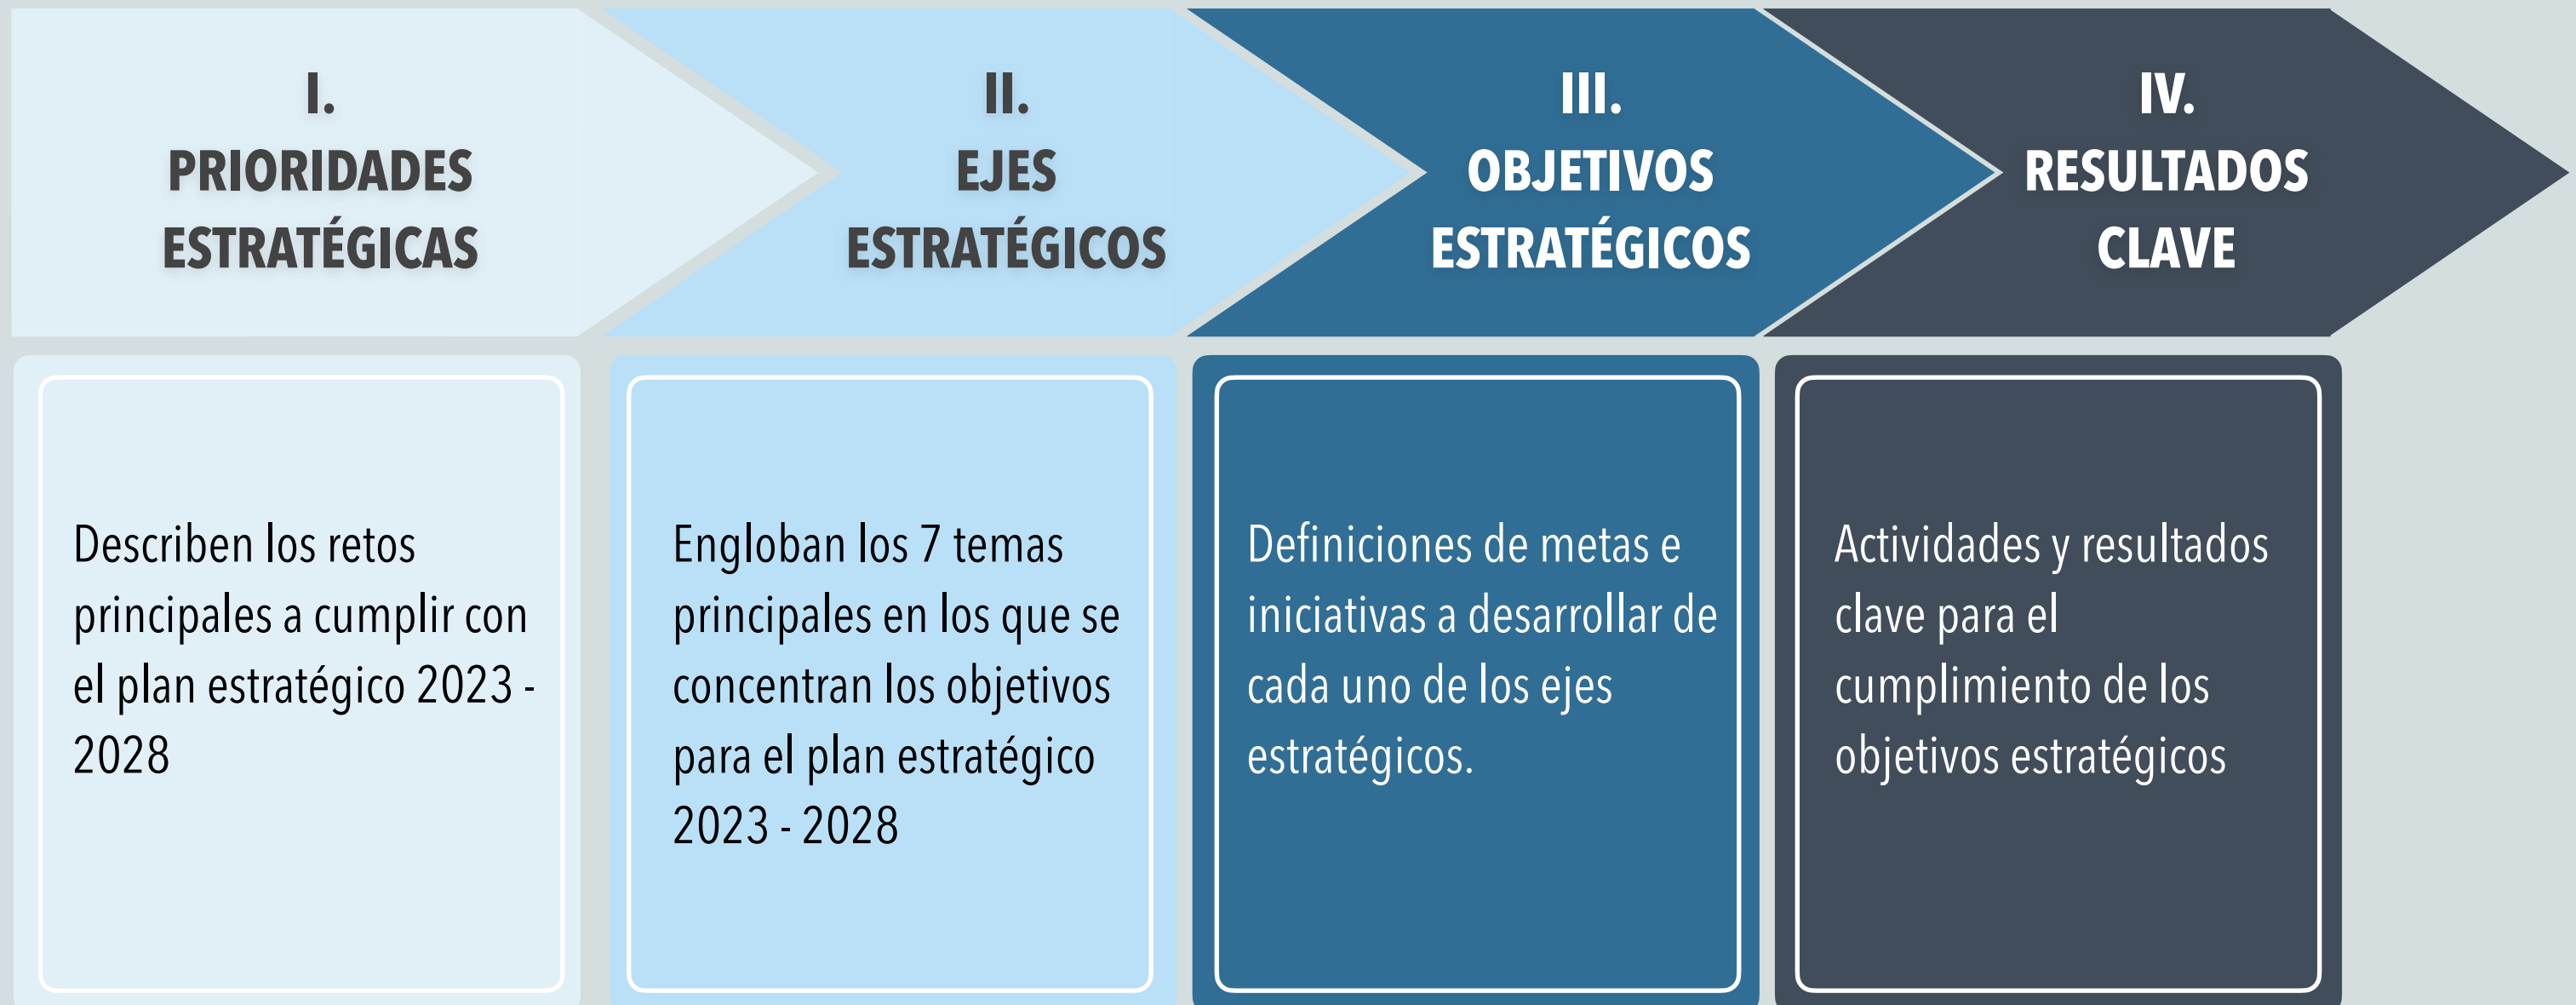 I.
PRIORIDADES
ESTRATÉGICAS
II.
EJES
ESTRATÉGICOS
III.
OBJETIVOS
ESTRATÉGICOS
IV.
RESULTADOS
CLAVE
Describen los retos
principales a cumplir con
el plan estratégico 2023 -
2028
Engloban los 7 temas
principales en los que se
concentran los objetivos
para el plan estratégico
2023 - 2028
Definiciones de metas e
iniciativas a desarrollar de
cada uno de los ejes
estratégicos.
Actividades y resultados
clave para el
cumplimiento de los
objetivos estratégicos